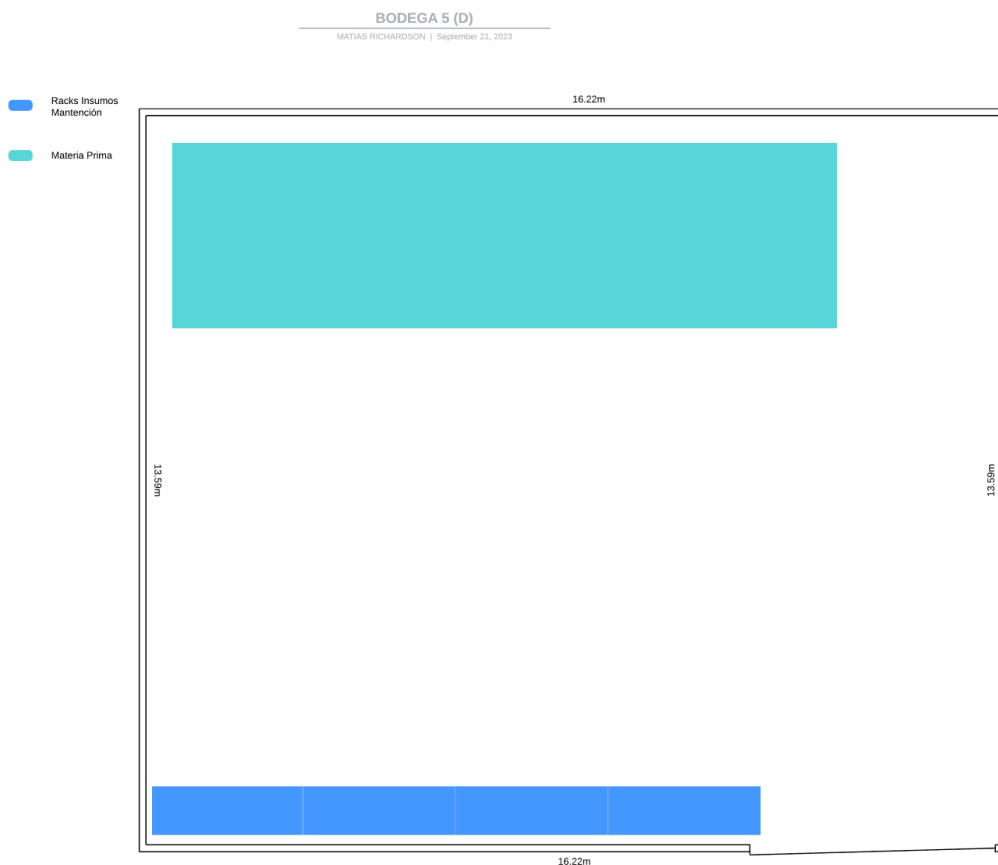 BODEGA 5 (D)
MATIAS RICHARDSON | September 21, 2023
Racks Insumos
Mantención
16.22m
Materia Prima
13.59m
13.59m
16.22m